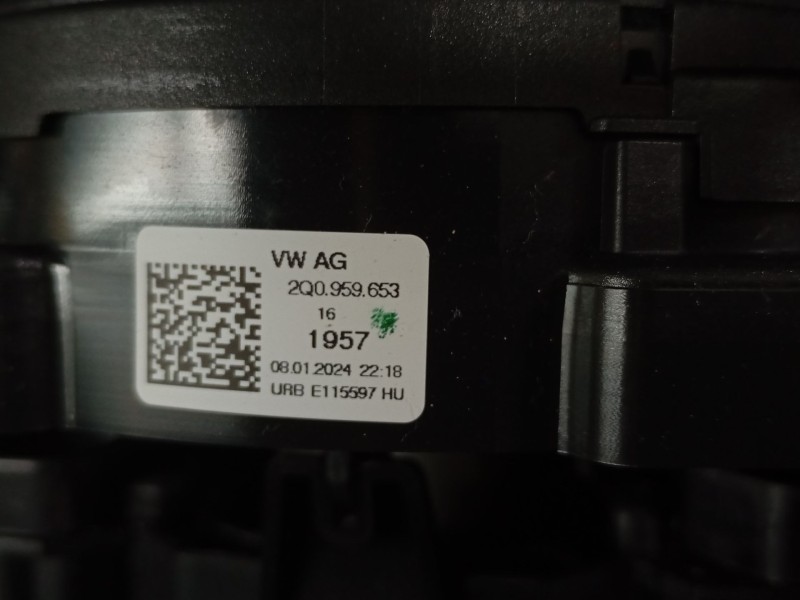 VW AG
2Q0.959.653
16
1957
08.01.2024 22:18
URB E115597 HU